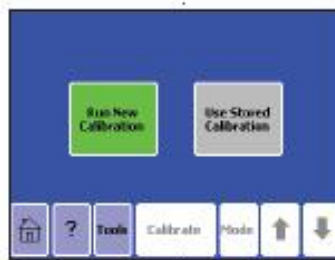 Run New
Calibration
Use Stored
Calibration
?
Tools
Calibrate
Mode